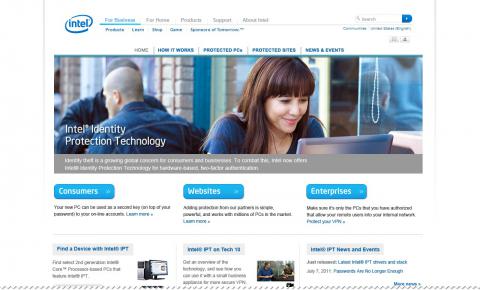 intel
For Business
For Home
Products
Support
About Intel
Search
Products Learn Shop Game Sponsors of Tomorrow.™
Communities United States (English)
HOME
HOW IT WORKS
PROTECTED PCs
PROTECTED SITES
NEWS & EVENTS
Intel® Identity
Protection Technology
Identity theft is a growing global concern for consumers and businesses. To combat this, Intel now offers
Intel® Identity Protection Technology for hardware-based, two-factor authentication.
Consumers »
Your new PC can be used as a second key (on top of your
password) to your on-line accounts. Learn more »
Websites »
Adding protection from our partners is simple,
powerful, and works with millions of PCs in the market.
Learn more »
Enterprises »
Make sure it's only the PCs that you have authorized
that allow your remote users into your internal network.
Protect your VPN »
Find a Device with Intel® IPT
Find select 2nd generation Intel®
Core™ Processor-based PCs that
feature Intel® IPT.
Intel® IPT on Tech 10
Get an overview of the
technology, and see how you
can use it with a small business
appliance for more secure VPN.
Intel® IPT News and Events
Just released: Latest Intel® IPT drivers and stack
July 7, 2011: Passwords Are No Longer Enough
More news »